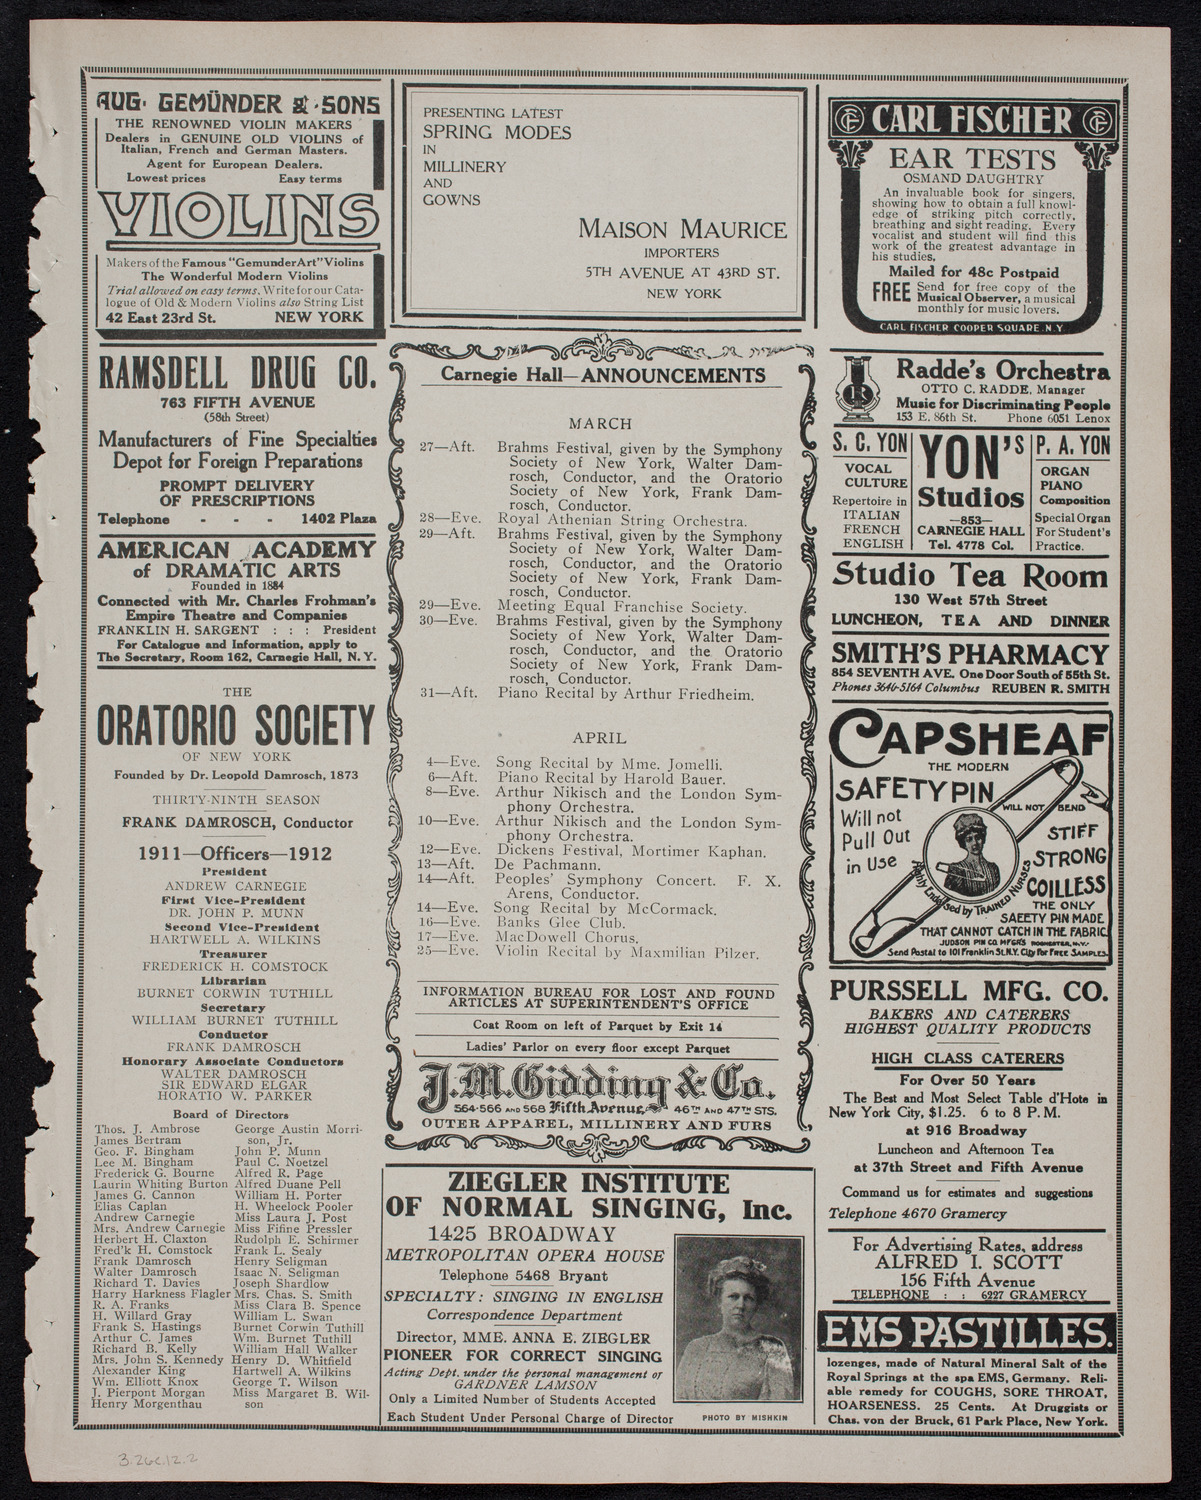 AUG. GEMÜNDER & SONS
THE RENOWNED VIOLIN MAKERS
Dealers in GENUINE OLD VIOLINS of
Italian, French and German Masters.
Agent for European Dealers.
Lowest prices Easy terms
VIOLINS
Makers of the Famous "Gemunder Art" Violins
The Wonderful Modern Violins
Trial allowed on easy terms. Write for our Cata-
logue of Old & Modern Violins also String List
42 East 23rd St. NEW YORK
RAMSDELL DRUG CO.
763 FIFTH AVENUE
(58th Street)
Manufacturers of Fine Specialties
Depot for Foreign Preparations
PROMPT DELIVERY
OF PRESCRIPTIONS
Telephone - - - 1402 Plaza
AMERICAN ACADEMY
of DRAMATIC ARTS
Founded in 1884
Connected with Mr. Charles Frohman's
Empire Theatre and Companies
FRANKLIN H. SARGENT : : : President
For Catalogue and Information, apply to
The Secretary, Room 162, Carnegie Hall, N. Y.
THE
ORATORIO SOCIETY
OF NEW YORK
Founded by Dr. Leopold Damrosch, 1873
THIRTY-NINTH SEASON
FRANK DAMROSCH, Conductor
1911—Officers—1912
President
ANDREW CARNEGIE
First Vice-President
DR. JOHN P. MUNN
Second Vice-President
HARTWELL A. WILKINS
Treasurer
FREDERICK H. COMSTOCK
Librarian
BURNET CORWIN TUTHILL
Secretary
WILLIAM BURNET TUTHILL
Conductor
FRANK DAMROSCH
Honorary Associate Conductors
WALTER DAMROSCH
SIR EDWARD ELGAR
HORATIO W. PARKER
Board of Directors
Thos. J. Ambrose
James Bertram
Geo. F. Bingham
Lee M. Bingham
Frederick G. Bourne
Laurin Whiting Burton
James G. Cannon
Elias Caplan
Andrew Carnegie
Mrs. Andrew Carnegie
Herbert H. Claxton
Fred'k H. Comstock
Frank Damrosch
Walter Damrosch
Richard T. Davies
Harry Harkness Flagler
R. A. Franks
H. Willard Gray
Frank S. Hastings
Arthur C. James
Richard B. Kelly
Mrs. John S. Kennedy
Alexander King
Wm. Elliott Knox
J. Pierpont Morgan
Henry Morgenthau
George Austin Morri-
son, Jr.
John P. Munn
Paul C. Noetzel
Alfred R. Page
Alfred Duane Pell
William H. Porter
H. Wheelock Pooler
Miss Laura J. Post
Miss Fifine Pressler
Rudolph E. Schirmer
Frank L. Sealy
Henry Seligman
Isaac N. Seligman
Joseph Shardlow
Mrs. Chas. S. Smith
Miss Clara B. Spence
William L. Swan
Burnet Corwin Tuthill
Wm. Burnet Tuthill
William Hall Walker
Henry D. Whitfield
Hartwell A. Wilkins
George T. Wilson
Miss Margaret B. Wil-
son
PRESENTING LATEST
SPRING MODES
IN
MILLINERY
AND
GOWNS
MAISON MAURICE
IMPORTERS
5TH AVENUE AT 43RD ST.
NEW YORK
Carnegie Hall—ANNOUNCEMENTS
MARCH
27—Aft. Brahms Festival, given by the Symphony
Society of New York, Walter Dam-
rosch, Conductor, and the Oratorio
Society of New York, Frank Dam-
rosch, Conductor.
28—Eve. Royal Athenian String Orchestra.
29—Aft. Brahms Festival, given by the Symphony
Society of New York, Walter Dam-
rosch, Conductor, and the Oratorio
Society of New York, Frank Dam-
rosch, Conductor.
29—Eve. Meeting Equal Franchise Society.
30—Eve. Brahms Festival, given by the Symphony
Society of New York, Walter Dam-
rosch, Conductor, and the Oratorio
Society of New York, Frank Dam-
rosch, Conductor.
31—Aft. Piano Recital by Arthur Friedheim.
APRIL
4—Eve. Song Recital by Mme. Jomelli.
6—Aft. Piano Recital by Harold Bauer.
8—Eve. Arthur Nikisch and the London Sym-
phony Orchestra.
10—Eve. Arthur Nikisch and the London Sym-
phony Orchestra.
12—Eve. Dickens Festival, Mortimer Kaphan.
13—Aft. De Pachmann.
14—Aft. Peoples' Symphony Concert. F. X.
Arens, Conductor.
14—Eve. Song Recital by McCormack.
16—Eve. Banks Glee Club.
17—Eve. MacDowell Chorus.
25—Eve. Violin Recital by Maxmilian Pilzer.
INFORMATION BUREAU FOR LOST AND FOUND
ARTICLES AT SUPERINTENDENT'S OFFICE
Coat Room on left of Parquet by Exit 14
Ladies' Parlor on every floor except Parquet
J.M. Gidding & Co.
564-566 AND 568 Fifth Avenue 46TH AND 47TH STS.
OUTER APPAREL, MILLINERY AND FURS
ZIEGLER INSTITUTE
OF NORMAL SINGING, Inc.
1425 BROADWAY
METROPOLITAN OPERA HOUSE
Telephone 5468 Bryant
SPECIALTY: SINGING IN ENGLISH
Correspondence Department
Director, MME. ANNA E. ZIEGLER
PIONEER FOR CORRECT SINGING
Acting Dept. under the personal management of
GARDNER LAMSON
Only a Limited Number of Students Accepted
Each Student Under Personal Charge of Director
PHOTO BY MISHKIN
CARL FISCHER
EAR TESTS
OSMAND DAUGHTRY
An invaluable book for singers,
showing how to obtain a full knowl-
edge of striking pitch correctly,
breathing and sight reading. Every
vocalist and student will find this
work of the greatest advantage in
his studies.
Mailed for 48c Postpaid
FREE Send for free copy of the
Musical Observer, a musical
monthly for music lovers.
CARL FISCHER COOPER SQUARE N.Y
Radde's Orchestra
OTTO C. RADDE, Manager
Music for Discriminating People
153 E. 86th St. Phone 6051 Lenox
S. C. YON
VOCAL
CULTURE
Repertoire in
ITALIAN
FRENCH
ENGLISH
YON'S
Studios
—853—
CARNEGIE HALL
Tel. 4778 Col.
P. A. YON
ORGAN
PIANO
Composition
Special Organ
For Student's
Practice.
Studio Tea Room
130 West 57th Street
LUNCHEON, TEA AND DINNER
SMITH'S PHARMACY
854 SEVENTH AVE. One Door South of 55th St.
Phones 3646-5164 Columbus REUBEN R. SMITH
CAPSHEAF
THE MODERN
SAFETY PIN
WILL NOT BEND
Will not
Pull Out
in Use
STIFF
STRONG
COILLESS
Highly Endorsed by TRAINED NURSES
THE ONLY
SAFETY PIN MADE
THAT CANNOT CATCH IN THE FABRIC
JUDSON PIN CO. MFGRS ROCHESTER, N.Y.
Send Postal to 101 Franklin St. N.Y. City For FREE SAMPLES
PURSSELL MFG. CO.
BAKERS AND CATERERS
HIGHEST QUALITY PRODUCTS
HIGH CLASS CATERERS
For Over 50 Years
The Best and Most Select Table d'Hote in
New York City, $1.25. 6 to 8 P.M.
at 916 Broadway
Luncheon and Afternoon Tea
at 37th Street and Fifth Avenue
Command us for estimates and suggestions
Telephone 4670 Gramercy
For Advertising Rates, address
ALFRED I. SCOTT
156 Fifth Avenue
TELEPHONE : : 6227 GRAMERCY
EMS PASTILLES.
lozenges, made of Natural Mineral Salt of the
Royal Springs at the spa EMS, Germany. Reli-
able remedy for COUGHS, SORE THROAT,
HOARSENESS. 25 Cents. At Druggists or
Chas. von der Bruck, 61 Park Place, New York.
3.26e.12.2